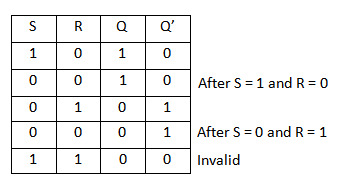 S R Q Q’
1 0 1 0
0 0 1 0 After S = 1 and R = 0
0 1 0 1
0 0 0 1 After S = 0 and R = 1
1 1 0 0 Invalid